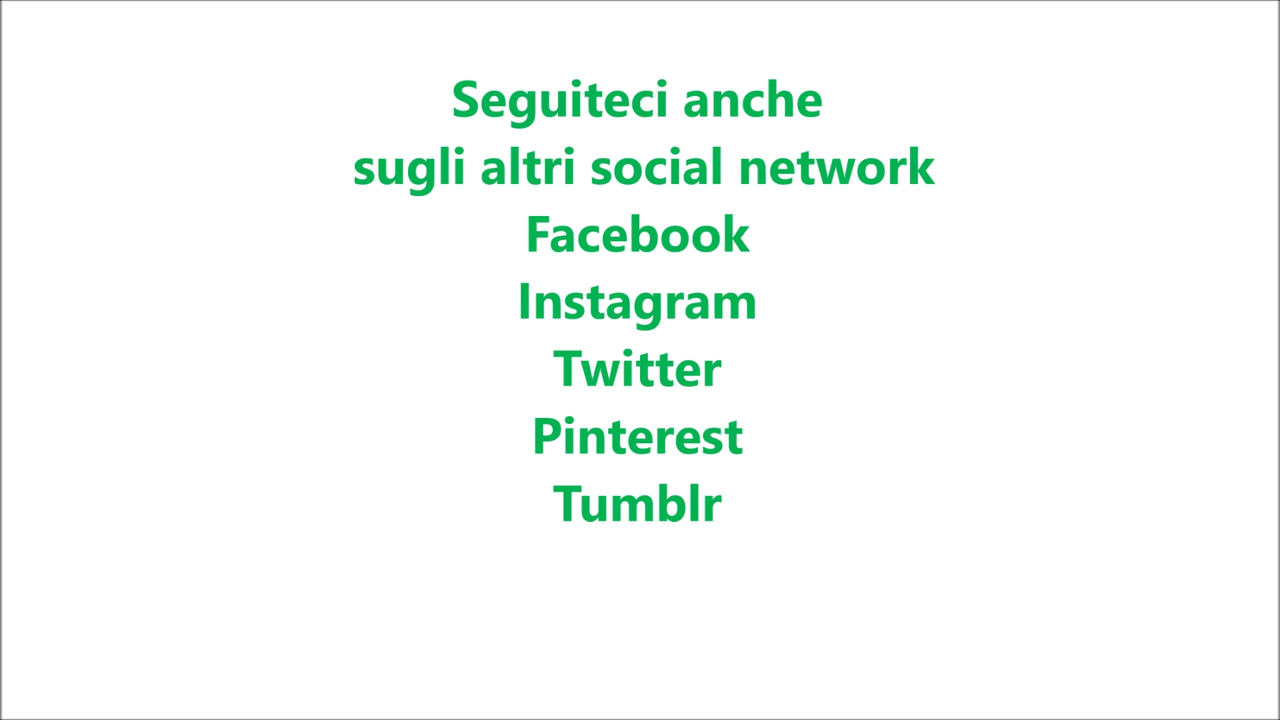 Seguiteci anche
sugli altri social network
Facebook
Instagram
Twitter
Pinterest
Tumblr